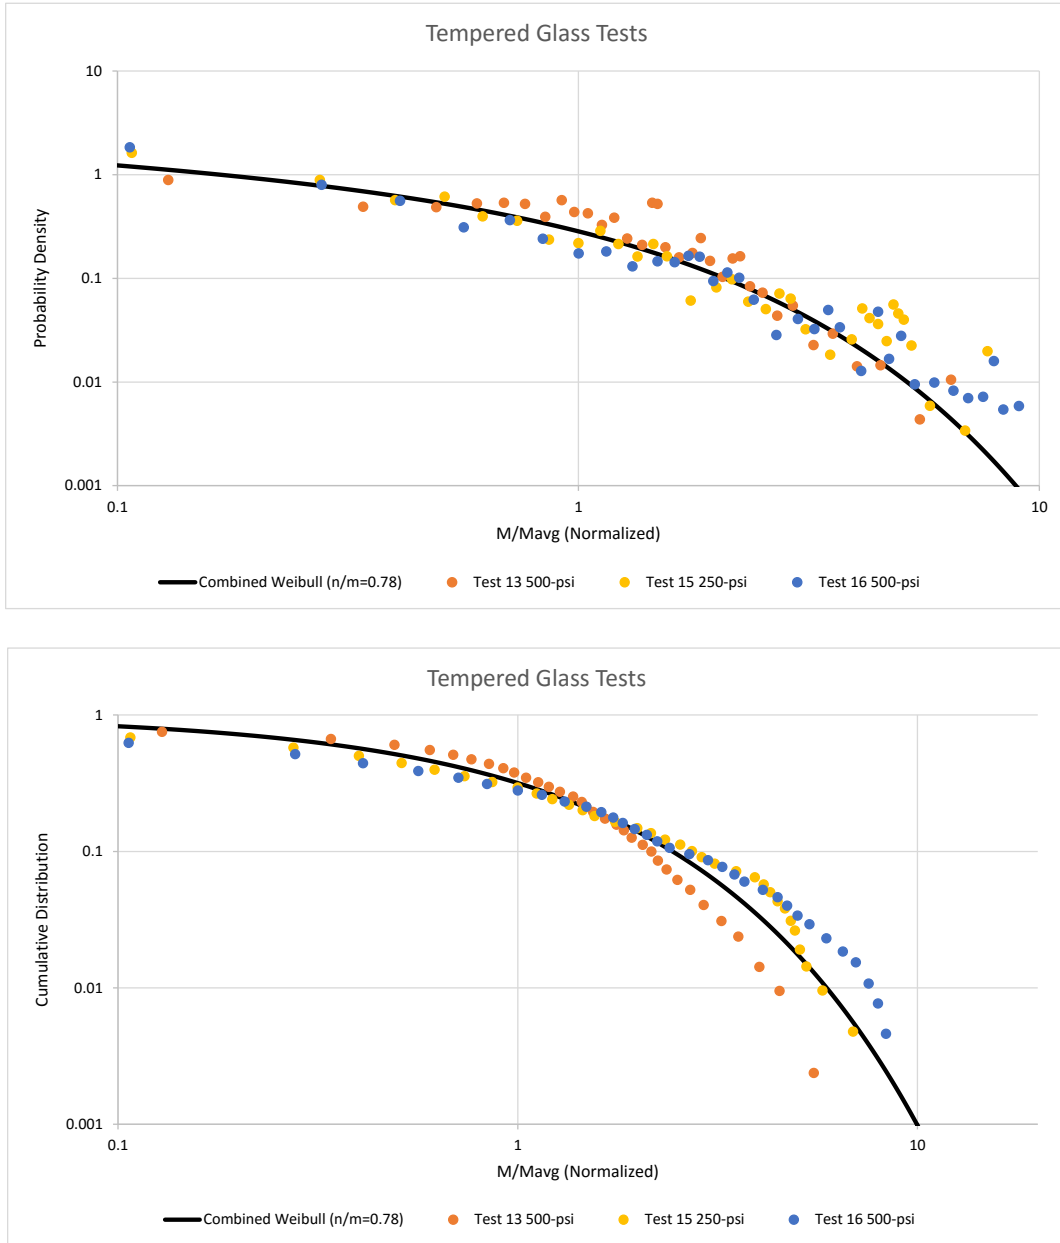 Tempered Glass Tests
10
1
0.1
0.01
0.001
Probability Density
0.1 1 10
M/Mavg (Normalized)
Combined Weibull (n/m=0.78) Test 13 500-psi Test 15 250-psi Test 16 500-psi
Tempered Glass Tests
1
0.1
0.01
0.001
Cumulative Distribution
0.1 1 10
M/Mavg (Normalized)
Combined Weibull (n/m=0.78) Test 13 500-psi Test 15 250-psi Test 16 500-psi